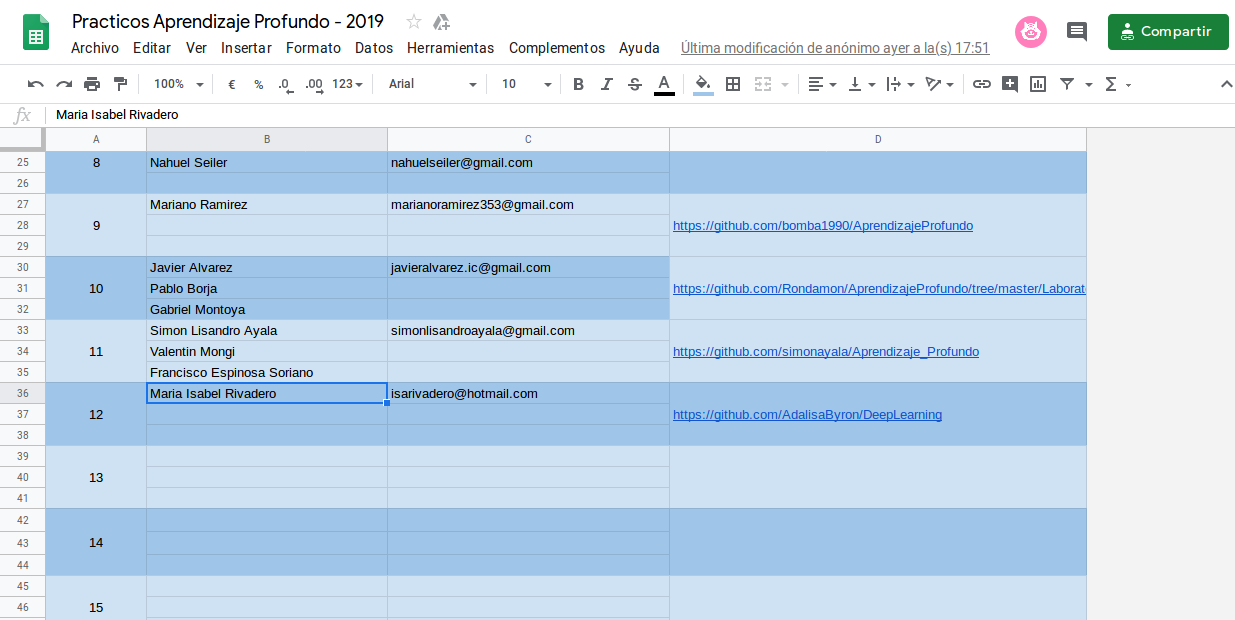 Practicos Aprendizaje Profundo - 2019
Archivo Editar Ver Insertar Formato Datos Herramientas Complementos Ayuda Última modificación de anónimo ayer a la(s) 17:51
Compartir
100% € % .0 .00 123 Arial 10 B I S A Σ
fx Maria Isabel Rivadero
A B C D
25 8 Nahuel Seiler nahuelseiler@gmail.com
26
27 Mariano Ramirez marianoramirez353@gmail.com
28 9 https://github.com/bomba1990/AprendizajeProfundo
29
30 Javier Alvarez javieralvarez.ic@gmail.com
31 10 Pablo Borja https://github.com/Rondamon/AprendizajeProfundo/tree/master/Laborat
32 Gabriel Montoya
33 Simon Lisandro Ayala simonlisandroayala@gmail.com
34 11 Valentin Mongi https://github.com/simonayala/Aprendizaje_Profundo
35 Francisco Espinosa Soriano
36 Maria Isabel Rivadero isarivadero@hotmail.com
37 12 https://github.com/AdalisaByron/DeepLearning
38
39
40 13
41
42
43 14
44
45
46 15